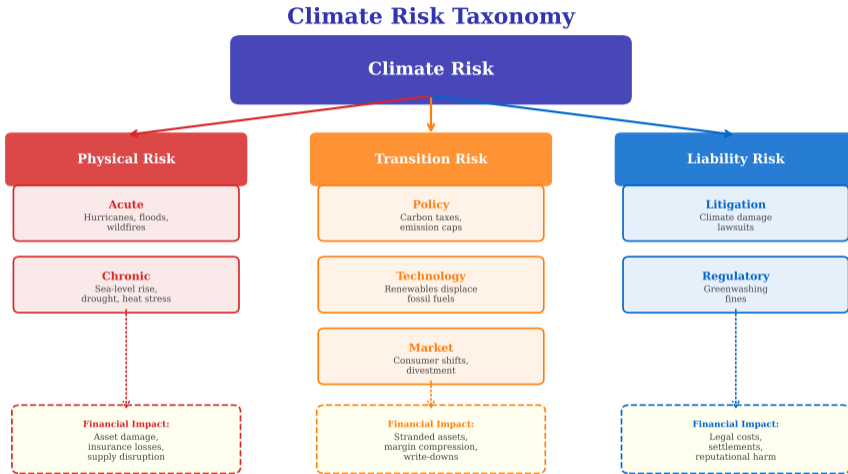 Climate Risk Taxonomy
Climate Risk
Physical Risk
Acute
Hurricanes, floods,
wildfires
Chronic
Sea-level rise,
drought, heat stress
Financial Impact:
Asset damage,
insurance losses,
supply disruption
Transition Risk
Policy
Carbon taxes,
emission caps
Technology
Renewables displace
fossil fuels
Market
Consumer shifts,
divestment
Financial Impact:
Stranded assets,
margin compression,
write-downs
Liability Risk
Litigation
Climate damage
lawsuits
Regulatory
Greenwashing
fines
Financial Impact:
Legal costs,
settlements,
reputational harm